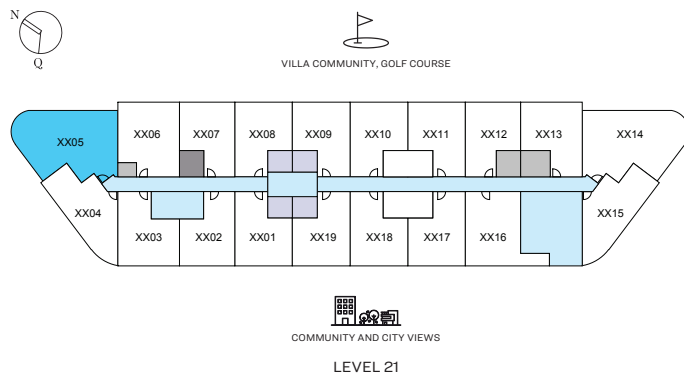 N
Q
VILLA COMMUNITY, GOLF COURSE
XX05
XX06
XX07
XX08
XX09
XX10
XX11
XX12
XX13
XX14
XX04
XX03
XX02
XX01
XX19
XX18
XX17
XX16
XX15
COMMUNITY AND CITY VIEWS
LEVEL 21